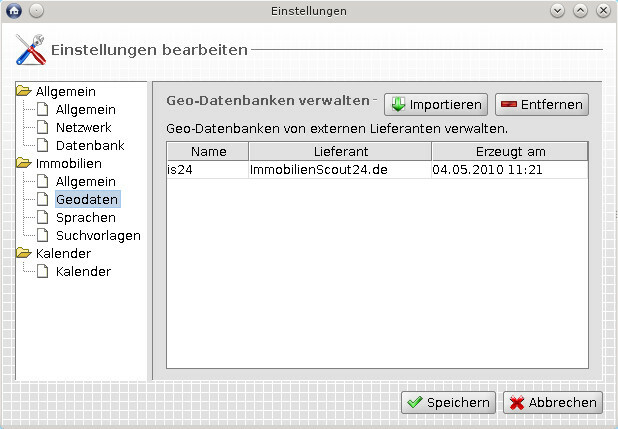 Einstellungen
Einstellungen bearbeiten
Allgemein
Allgemein
Netzwerk
Datenbank
Immobilien
Allgemein
Geodaten
Sprachen
Suchvorlagen
Kalender
Kalender
Geo-Datenbanken verwalten
Importieren
Entfernen
Geo-Datenbanken von externen Lieferanten verwalten.
Name Lieferant Erzeugt am
is24 ImmobilienScout24.de 04.05.2010 11:21
Speichern
Abbrechen